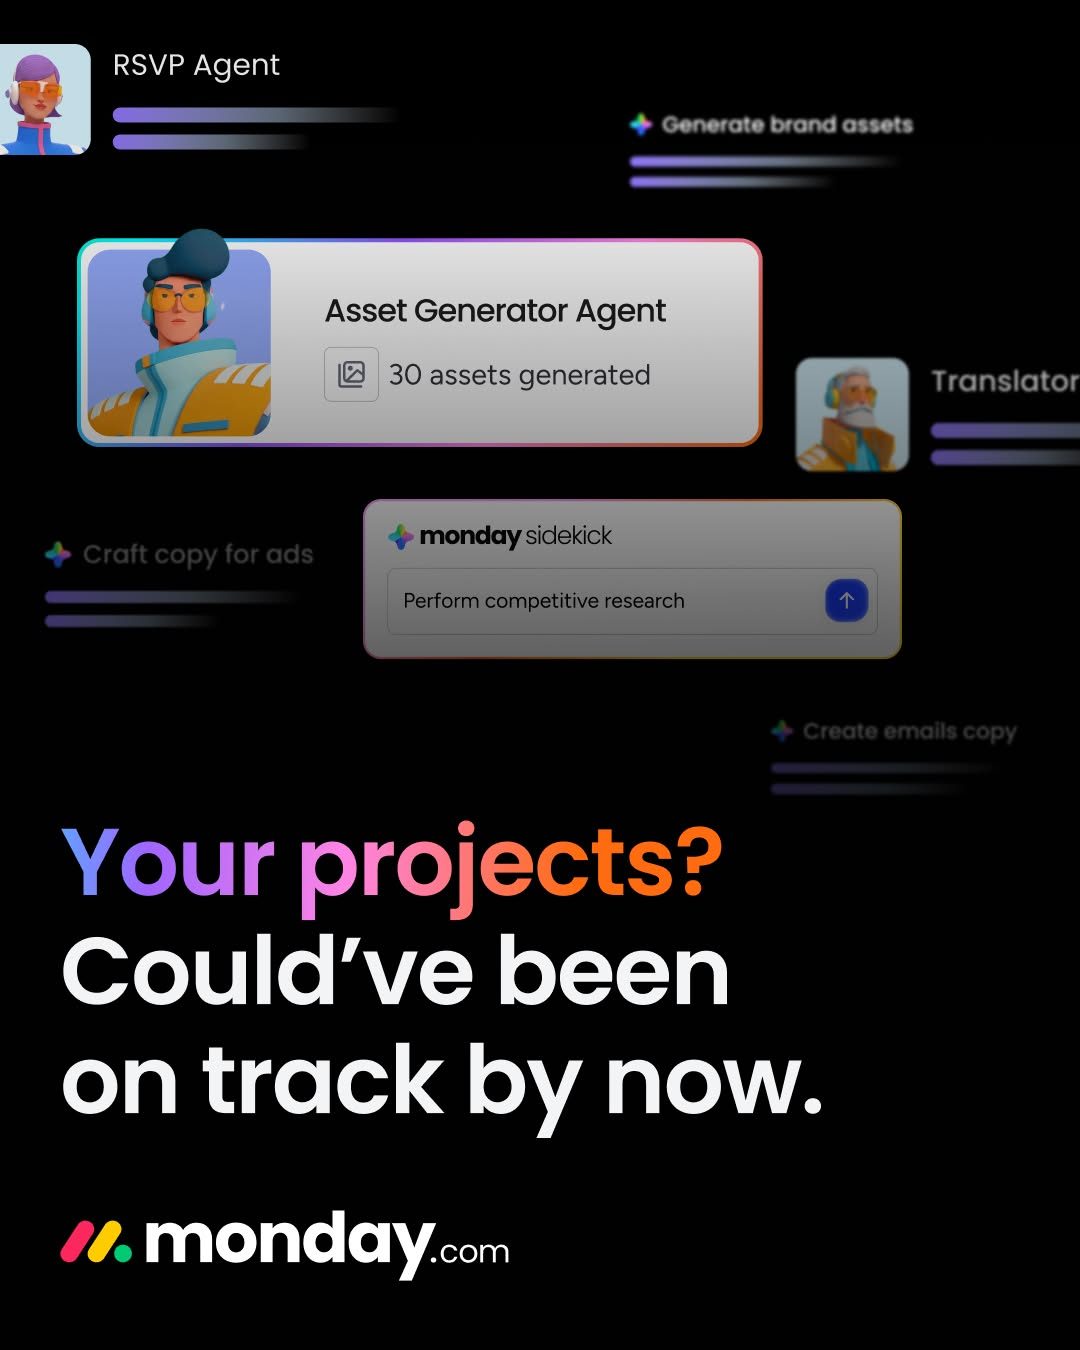 RSVP Agent
Generate brand assets
Asset Generator Agent
30 assets generated
Translator
monday sidekick
Craft copy for ads
Perform competitive research
Create emails copy
Your projects?
Could’ve been
on track by now.
monday.com